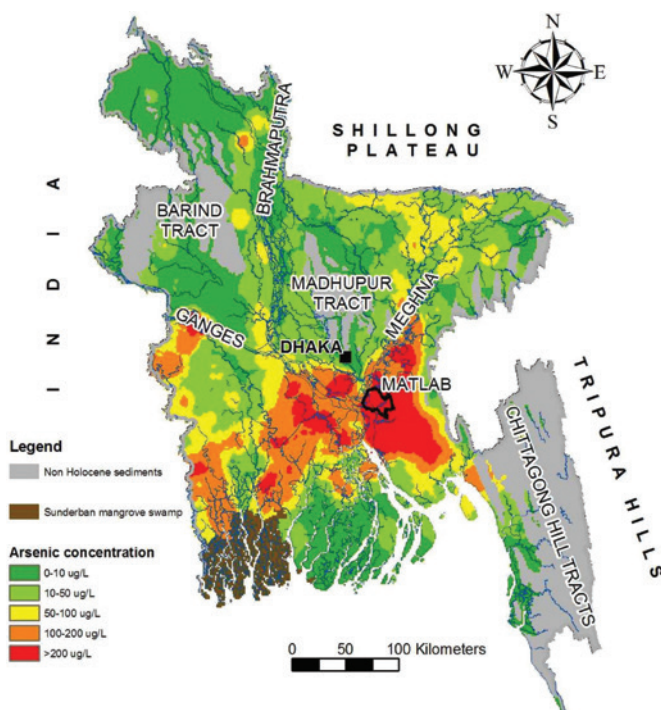 N
W E
S
SHILLONG
PLATEAU
INDIA
BRAHMAPUTRA
BARIND
TRACT
MADHUPUR
TRACT
MEGHNA
GANGES
DHAKA
MATLAB
TRIPURA HILLS
CHITTAGONG HILL TRACTS
Legend
Non Holocene sediments
Sunderban mangrove swamp
Arsenic concentration
0-10 ug/L
10-50 ug/L
50-100 ug/L
100-200 ug/L
>200 ug/L
0 50 100 Kilometers